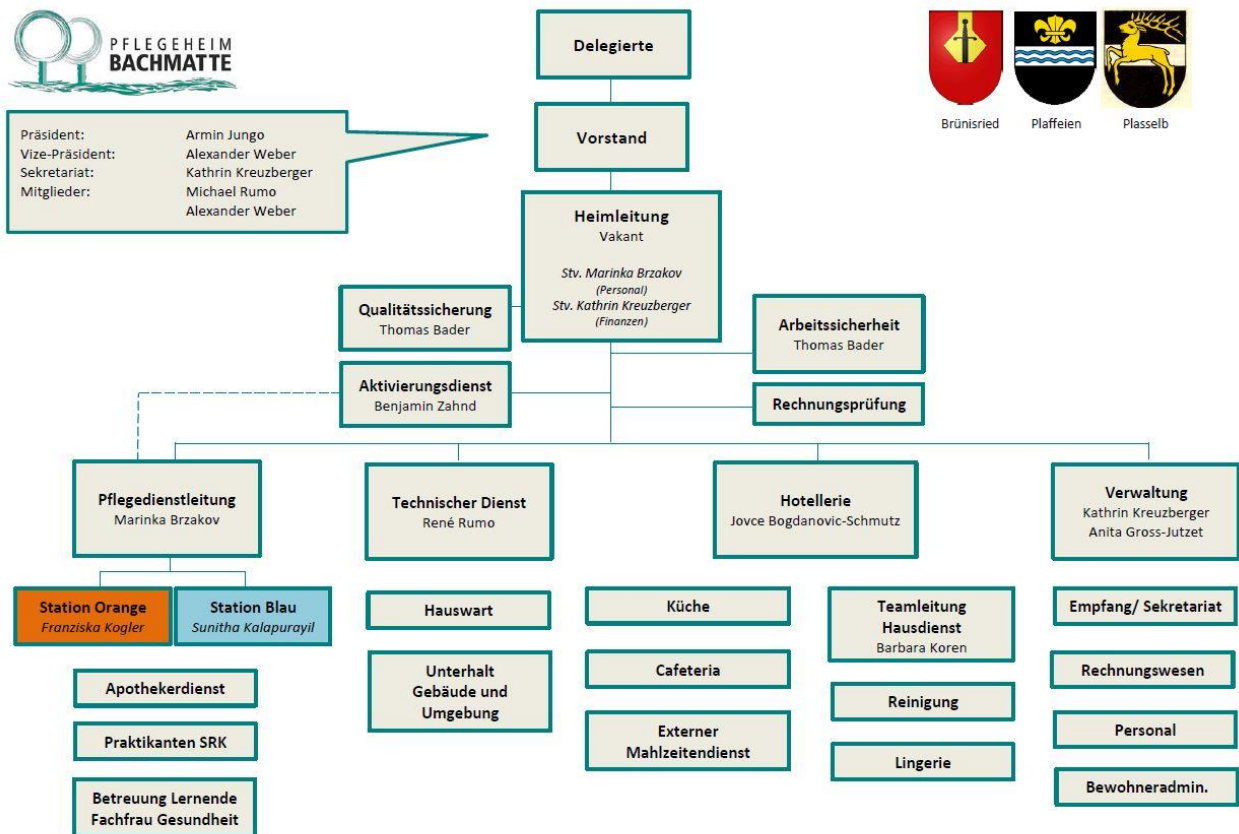 PFLEGEHEIM
BACHMATTE
Delegierte
Brünisried
Plaffeien
Plasselb
Präsident: Armin Jungo
Vize-Präsident: Alexander Weber
Sekretariat: Kathrin Kreuzberger
Mitglieder: Michael Rumo
Alexander Weber
Vorstand
Heimleitung
Vakant
Stv. Marinka Brzakov
(Personal)
Stv. Kathrin Kreuzberger
(Finanzen)
Qualitätssicherung
Thomas Bader
Arbeitssicherheit
Thomas Bader
Aktivierungsdienst
Benjamin Zahnd
Rechnungsprüfung
Pflegedienstleitung
Marinka Brzakov
Technischer Dienst
René Rumo
Hotellerie
Jovce Bogdanovic-Schmutz
Verwaltung
Kathrin Kreuzberger
Anita Gross-Jutzet
Station Orange
Franziska Kogler
Station Blau
Sunitha Kalapurayil
Apothekerdienst
Praktikanten SRK
Betreuung Lernende
Fachfrau Gesundheit
Hauswart
Unterhalt
Gebäude und
Umgebung
Küche
Cafeteria
Externer
Mahlzeitendienst
Teamleitung
Hausdienst
Barbara Koren
Reinigung
Lingerie
Empfang/ Sekretariat
Rechnungswesen
Personal
Bewohneradmin.